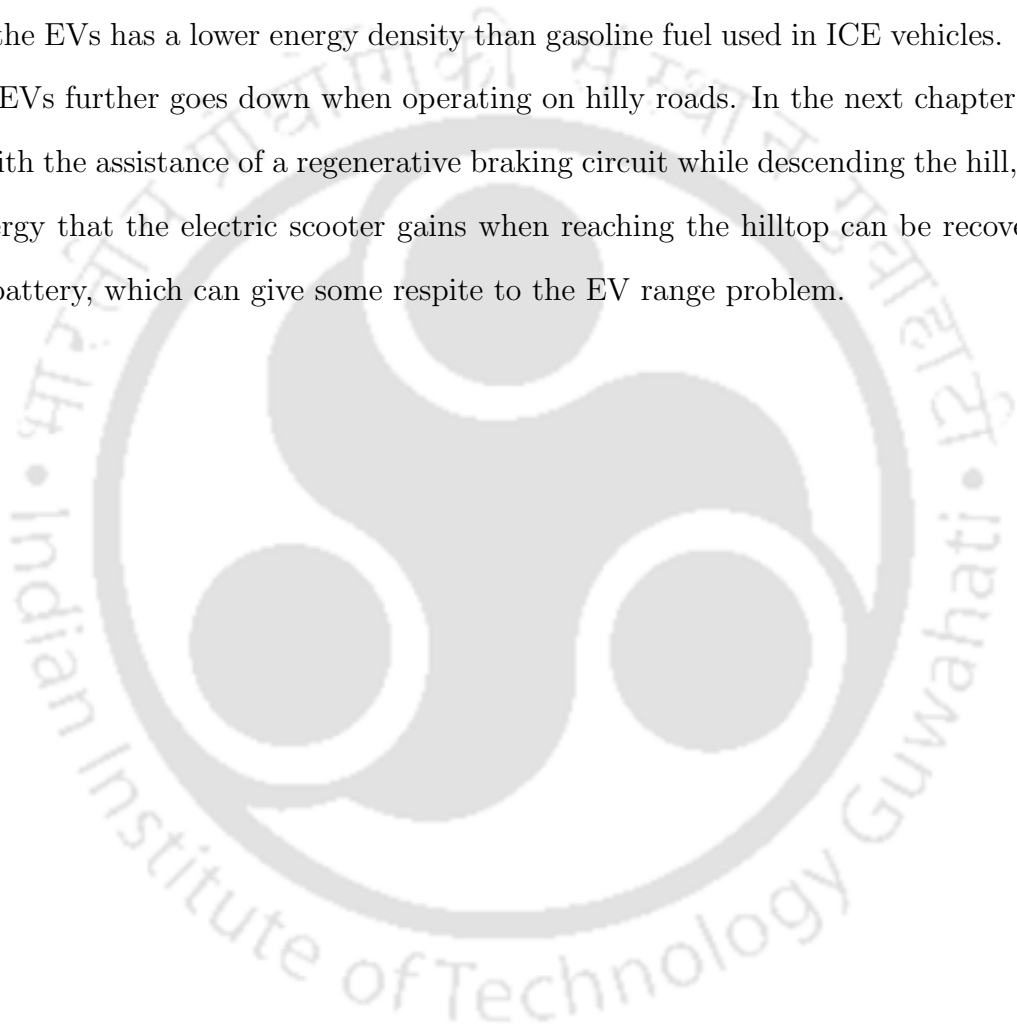 the EVs has a lower energy density than gasoline fuel used in ICE vehicles.
EVs further goes down when operating on hilly roads. In the next chapter
ith the assistance of a regenerative braking circuit while descending the hill,
ergy that the electric scooter gains when reaching the hilltop can be recove
battery, which can give some respite to the EV range problem.
Indian Institute of Technology Guwahati